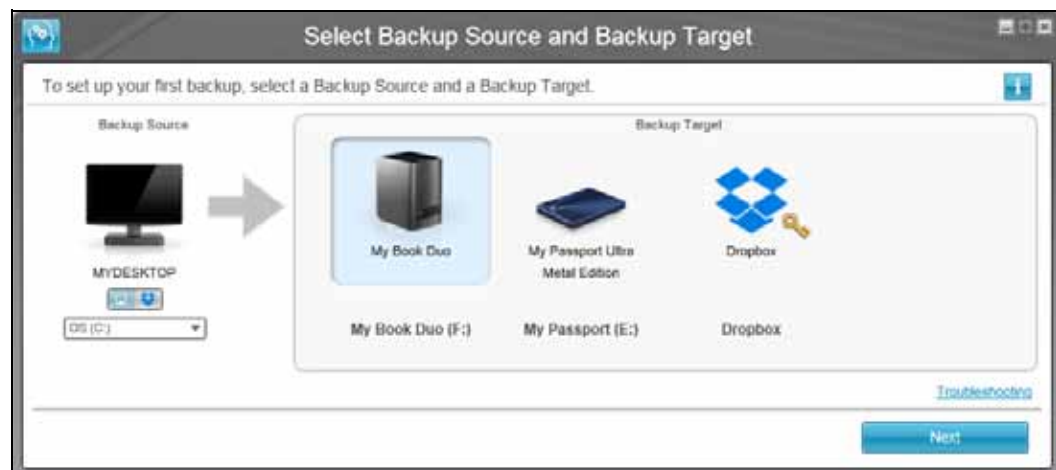 Select Backup Source and Backup Target
To set up your first backup, select a Backup Source and a Backup Target.
Backup Source
Backup Target
MYDESKTOP
OS (C:)
My Book Duo
My Passport Ultra
Metal Edition
Dropbox
My Book Duo (F:)
My Passport (E:)
Dropbox
Troubleshooting
Next